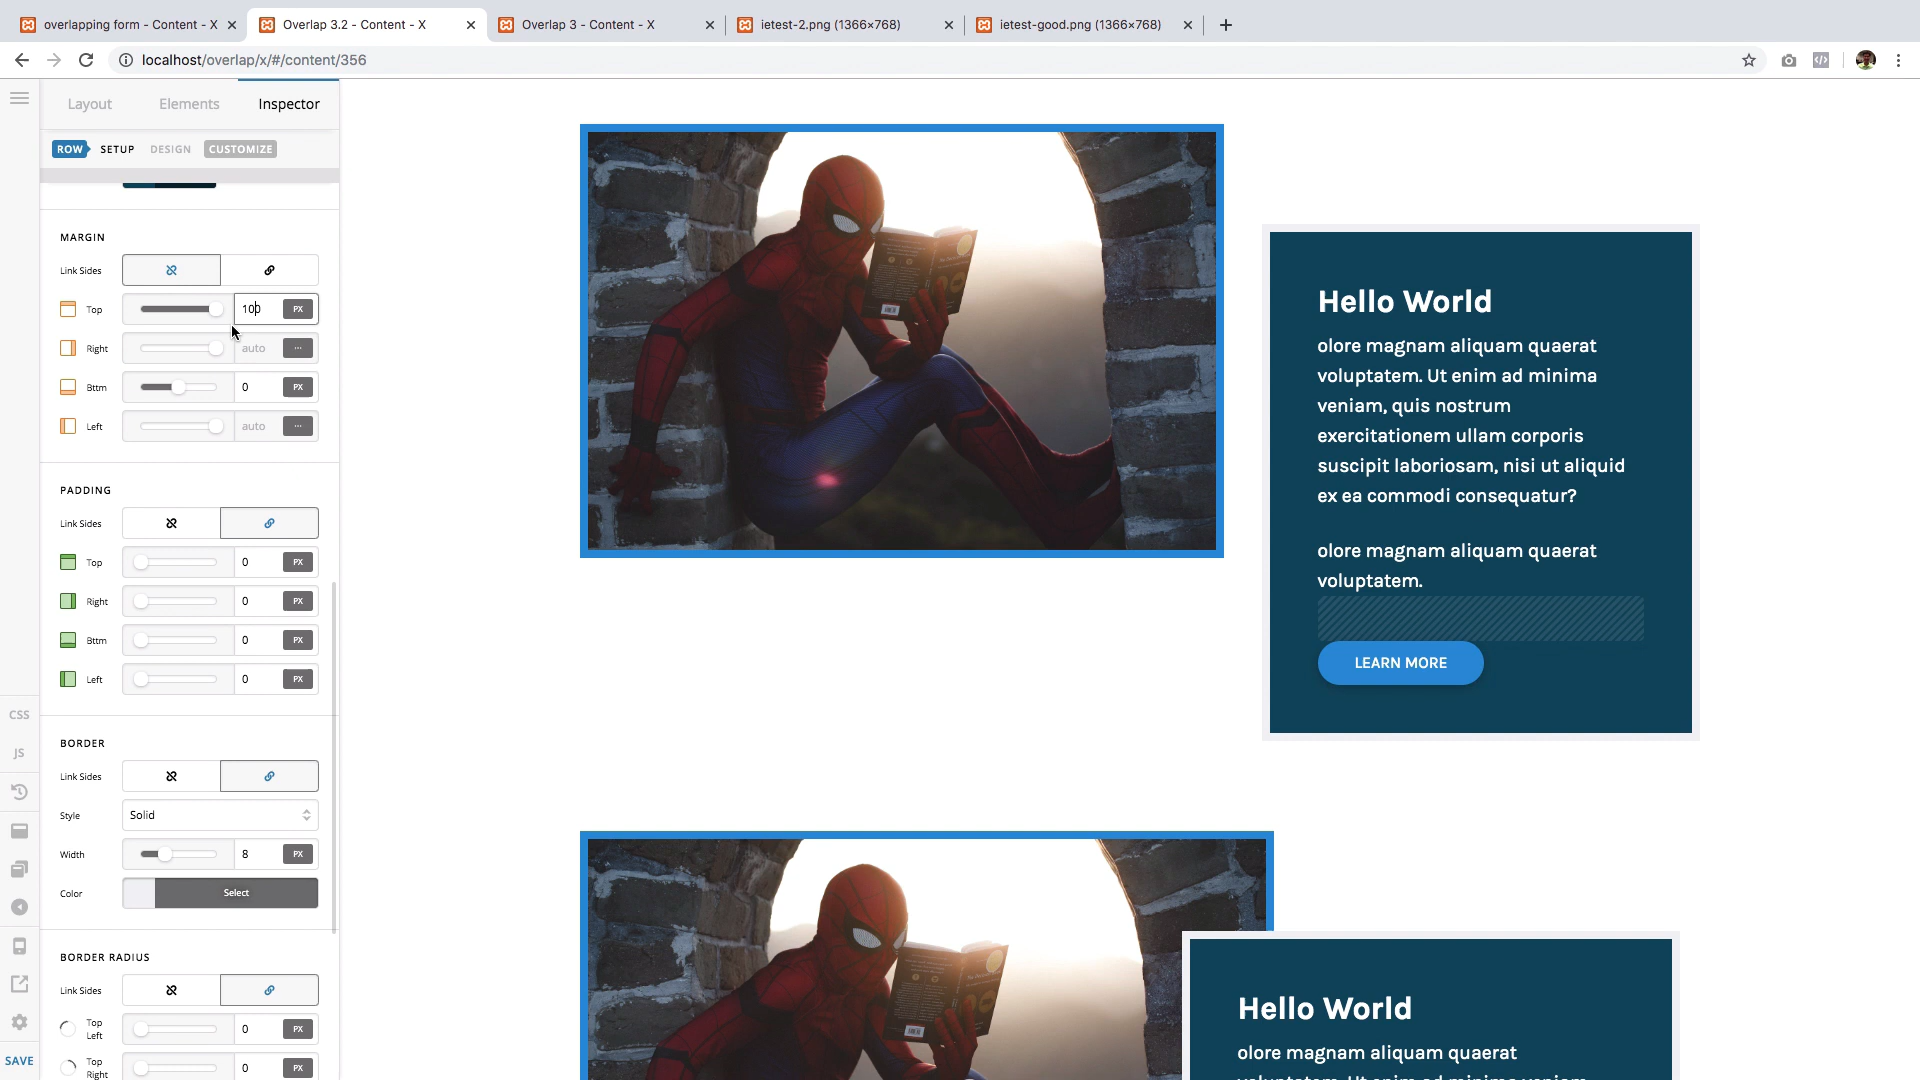 overlapping form - Content - X
Overlap 3.2 - Content - X
Overlap 3 - Content - X
ietest-2.png (1366×768)
ietest-good.png (1366×768)
localhost/overlap/x/#/content/356
Layout
Elements
Inspector
ROW
SETUP
DESIGN
CUSTOMIZE
MARGIN
Link Sides
Top
100
PX
Right
auto
...
Bttm
0
PX
Left
auto
...
PADDING
Link Sides
Top
0
PX
Right
0
PX
Bttm
0
PX
Left
0
PX
BORDER
Link Sides
Style
Solid
Width
8
PX
Color
Select
BORDER RADIUS
Link Sides
Top
Left
0
PX
Top
Right
0
PX
CSS
JS
SAVE
Hello World
olore magnam aliquam quaerat
voluptatem. Ut enim ad minima
veniam, quis nostrum
exercitationem ullam corporis
suscipit laboriosam, nisi ut aliquid
ex ea commodi consequatur?
olore magnam aliquam quaerat
voluptatem.
LEARN MORE
Hello World
olore magnam aliquam quaerat